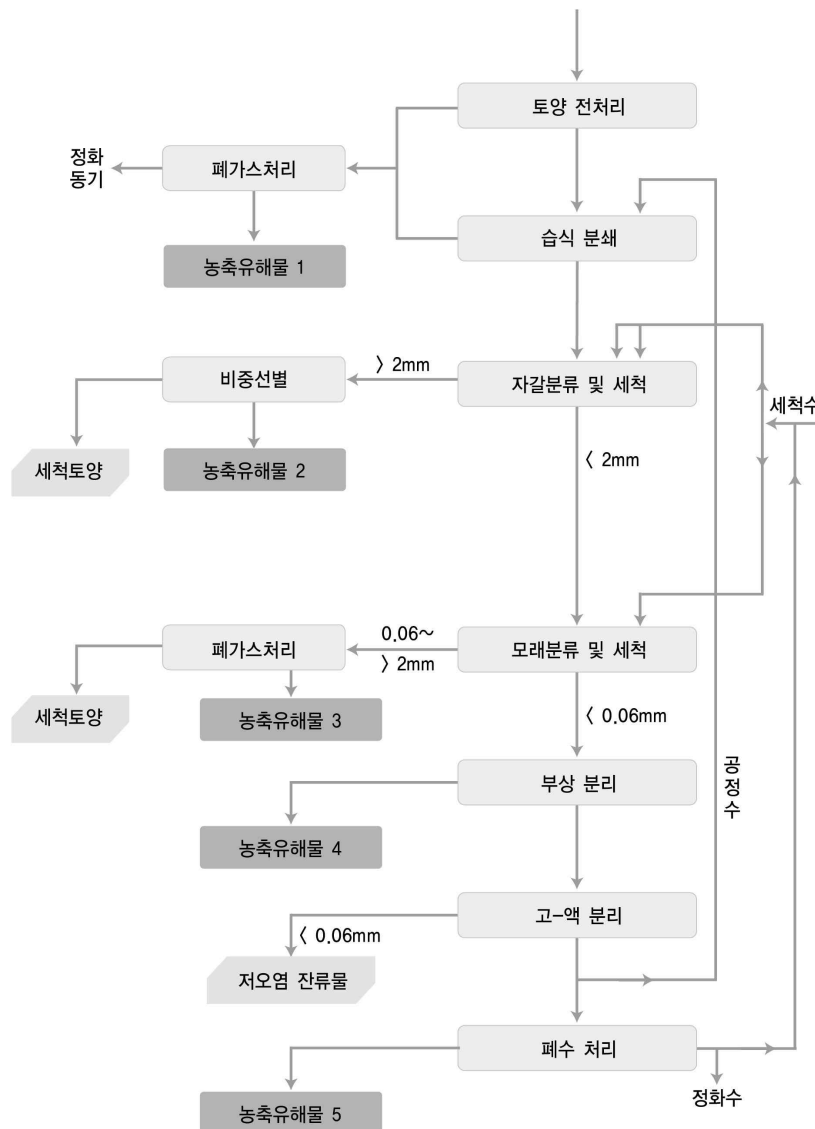 토양 전처리
정화
동기
폐가스처리
습식 분쇄
농축유해물 1
비중선별
> 2mm
자갈분류 및 세척
세척수
세척토양
농축유해물 2
< 2mm
폐가스처리
0.06~
> 2mm
모래분류 및 세척
세척토양
농축유해물 3
< 0.06mm
부상 분리
공정수
농축유해물 4
고-액 분리
< 0.06mm
저오염 잔류물
폐수 처리
농축유해물 5
정화수